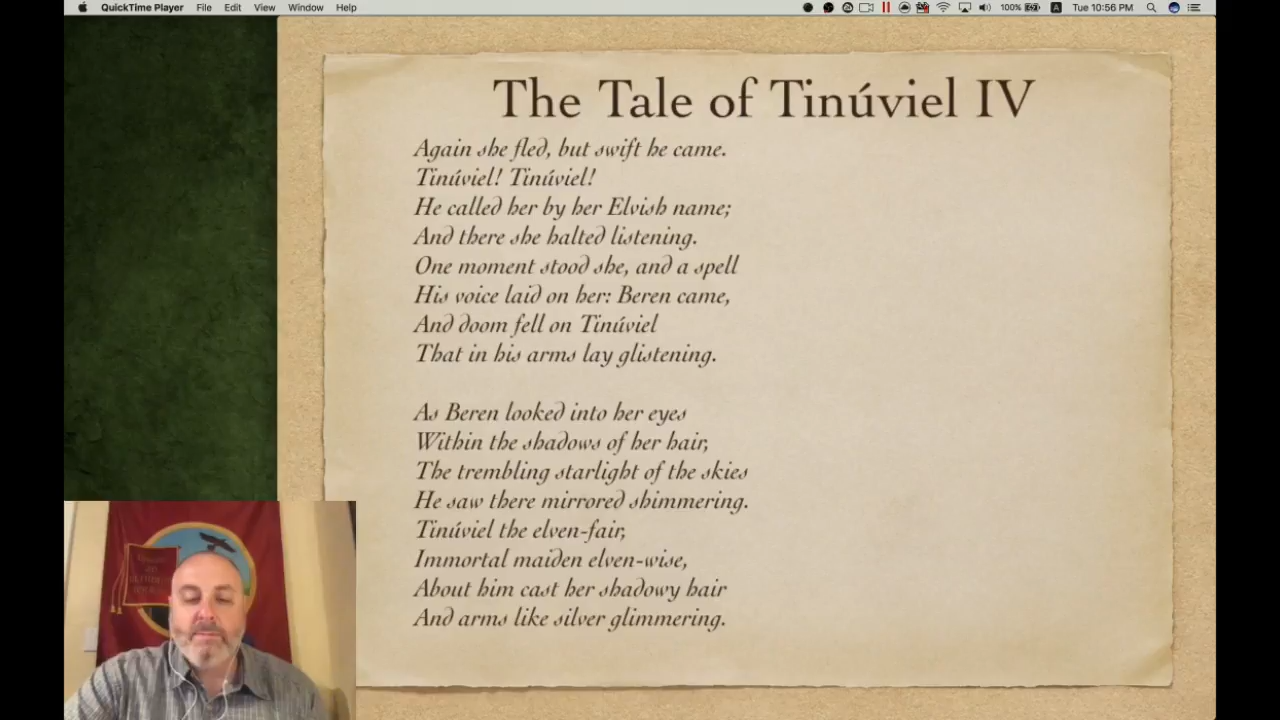 QuickTime Player File Edit View Window Help 100% Tue 10:56 PM
The Tale of Tinúviel IV
Again she fled, but swift he came.
Tinúviel! Tinúviel!
He called her by her Elvish name;
And there she halted listening.
One moment stood she, and a spell
His voice laid on her: Beren came,
And doom fell on Tinúviel
That in his arms lay glistening.
As Beren looked into her eyes
Within the shadows of her hair,
The trembling starlight of the skies
He saw there mirrored shimmering.
Tinúviel the elven-fair,
Immortal maiden elven-wise,
About him cast her shadowy hair
And arms like silver glimmering.